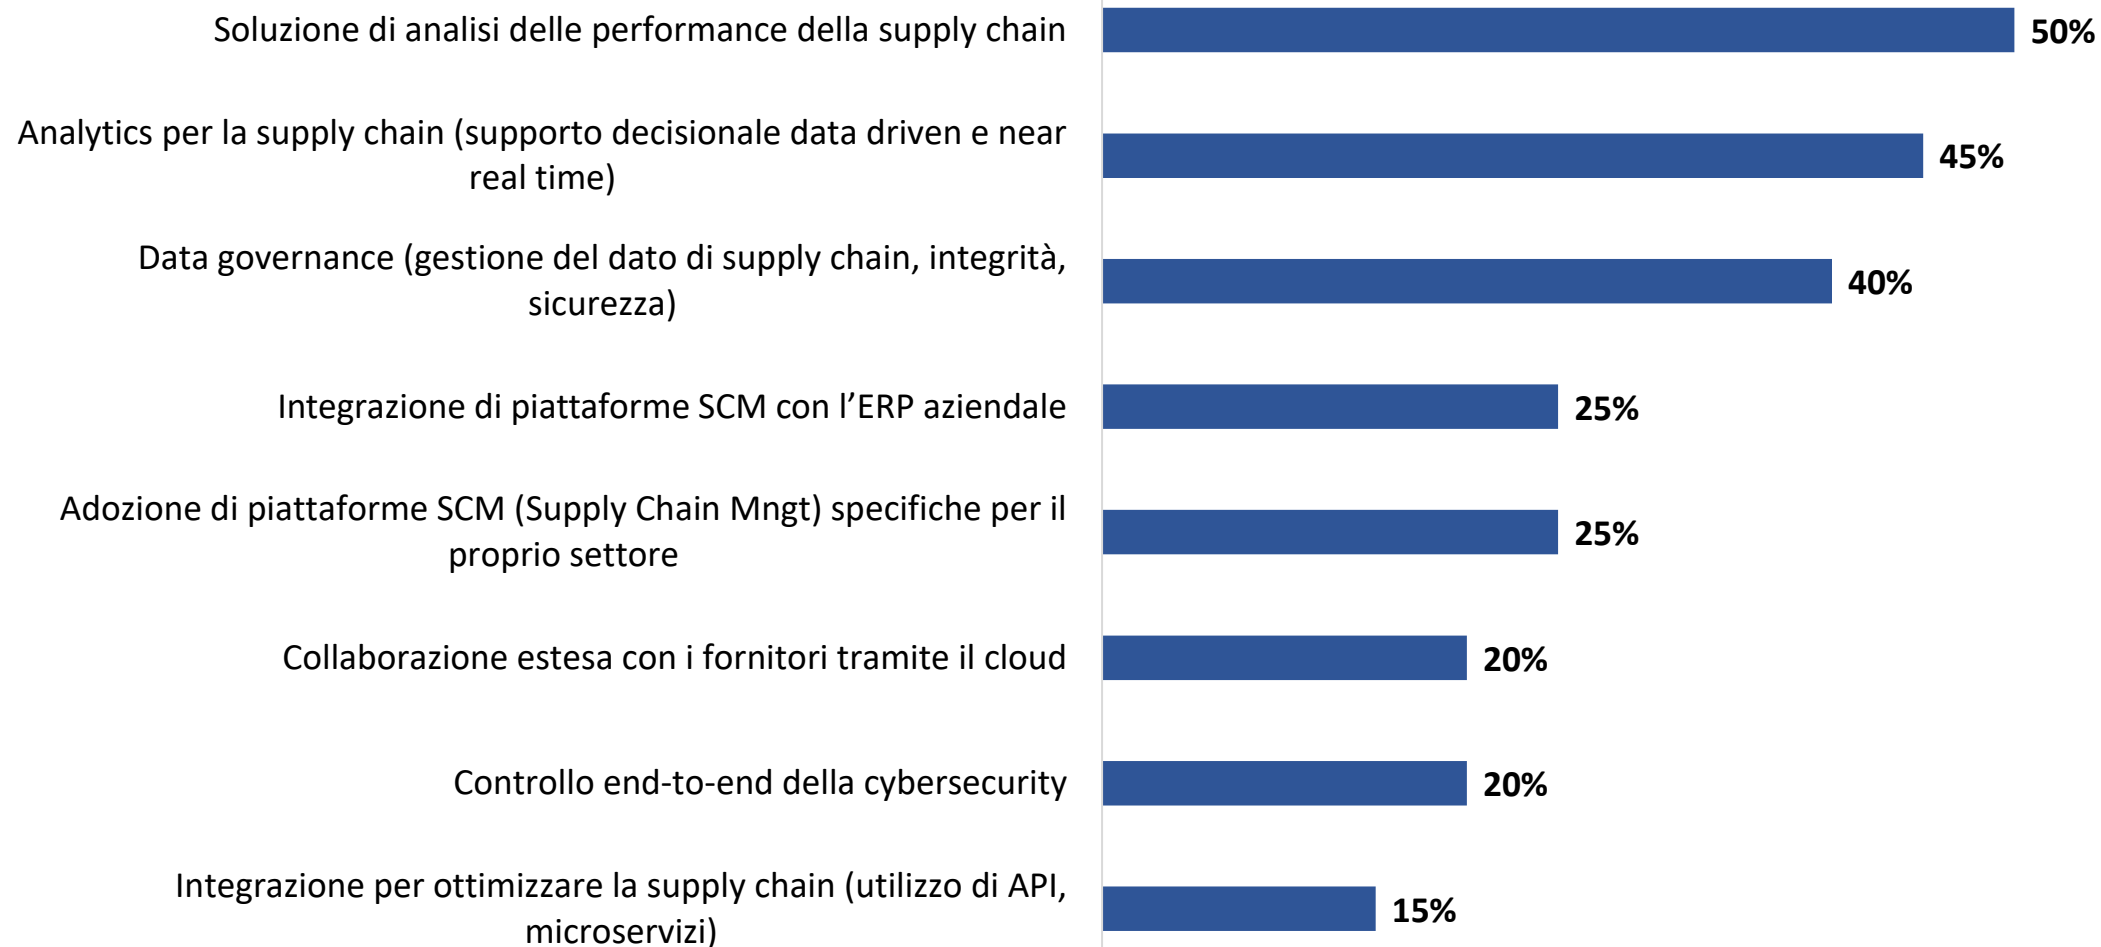 Soluzione di analisi delle performance della supply chain
50%
Analytics per la supply chain (supporto decisionale data driven e near
real time)
45%
Data governance (gestione del dato di supply chain, integrità,
sicurezza)
40%
Integrazione di piattaforme SCM con l’ERP aziendale
25%
Adozione di piattaforme SCM (Supply Chain Mngt) specifiche per il
proprio settore
25%
Collaborazione estesa con i fornitori tramite il cloud
20%
Controllo end-to-end della cybersecurity
20%
Integrazione per ottimizzare la supply chain (utilizzo di API,
microservizi)
15%